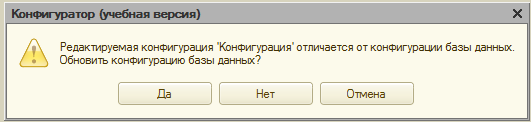 Конфигуратор (учебная версия)
Редактируемая конфигурация 'Конфигурация' отличается от конфигурации базы данных.
Обновить конфигурацию базы данных?
Да Нет Отмена